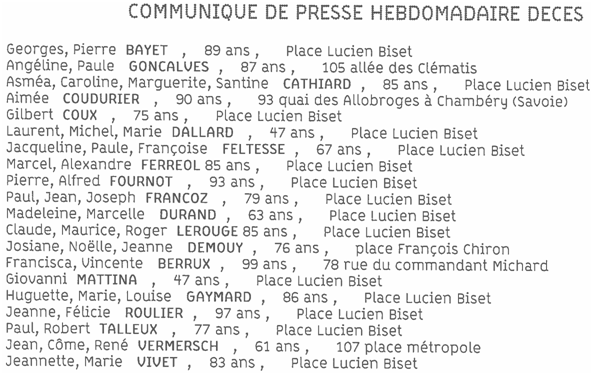 COMMUNIQUE DE PRESSE HEBDOMADAIRE DECES
Georges, Pierre BAYET , 89 ans , Place Lucien Biset
Angéline, Paule GONCALVES , 87 ans , 105 allée des Clématis
Asméa, Caroline, Marguerite, Santine CATHIARD , 85 ans , Place Lucien Biset
Aimée COUDURIER , 90 ans , 93 quai des Allobroges à Chambéry (Savoie)
Gilbert COUX , 75 ans , Place Lucien Biset
Laurent, Michel, Marie DALLARD , 47 ans , Place Lucien Biset
Jacqueline, Paule, Françoise FELTESSE , 67 ans , Place Lucien Biset
Marcel, Alexandre FERREOL 85 ans , Place Lucien Biset
Pierre, Alfred FOURNOT , 93 ans , Place Lucien Biset
Paul, Jean, Joseph FRANCOZ , 79 ans , Place Lucien Biset
Madeleine, Marcelle DURAND , 63 ans , Place Lucien Biset
Claude, Maurice, Roger LEROUGE 85 ans , Place Lucien Biset
Josiane, Noëlle, Jeanne DEMOUY , 76 ans , place François Chiron
Francisca, Vincente BERRUX , 99 ans , 78 rue du commandant Michard
Giovanni MATTINA , 47 ans , Place Lucien Biset
Huguette, Marie, Louise GAYMARD , 86 ans , Place Lucien Biset
Jeanne, Félicie ROULIER , 97 ans , Place Lucien Biset
Paul, Robert TALLEUX , 77 ans , Place Lucien Biset
Jean, Côme, René VERMERSCH , 61 ans , 107 place métropole
Jeannette, Marie VIVET , 83 ans , Place Lucien Biset